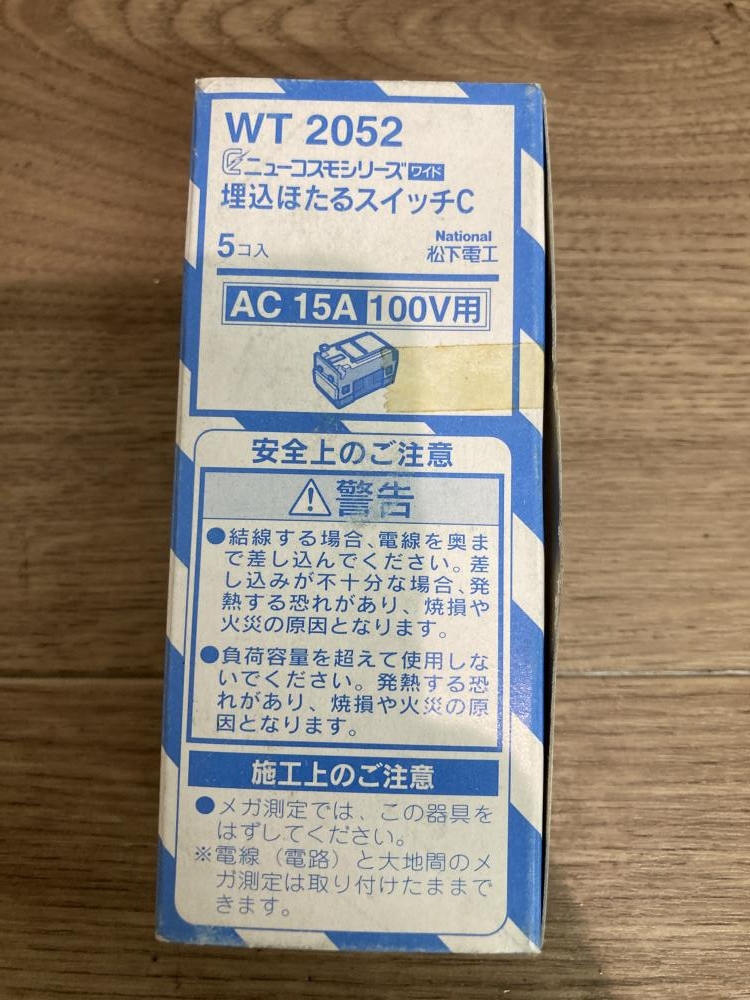 WT 2052
ニューコスモシリーズ ワイド
埋込ほたるスイッチC
5コ入
National
松下電工
AC 15A 100V用
安全上のご注意
警告
●結線する場合、電線を奥ま
で差し込んでください。差
し込みが不十分な場合、発
熱する恐れがあり、焼損や
火災の原因となります。
●負荷容量を超えて使用しな
いでください。発熱する恐
れがあり、焼損や火災の原
因となります。
施工上のご注意
●メガ測定では、この器具を
はずしてください。
※電線（電路）と大地間のメ
ガ測定は取り付けたままで
きます。